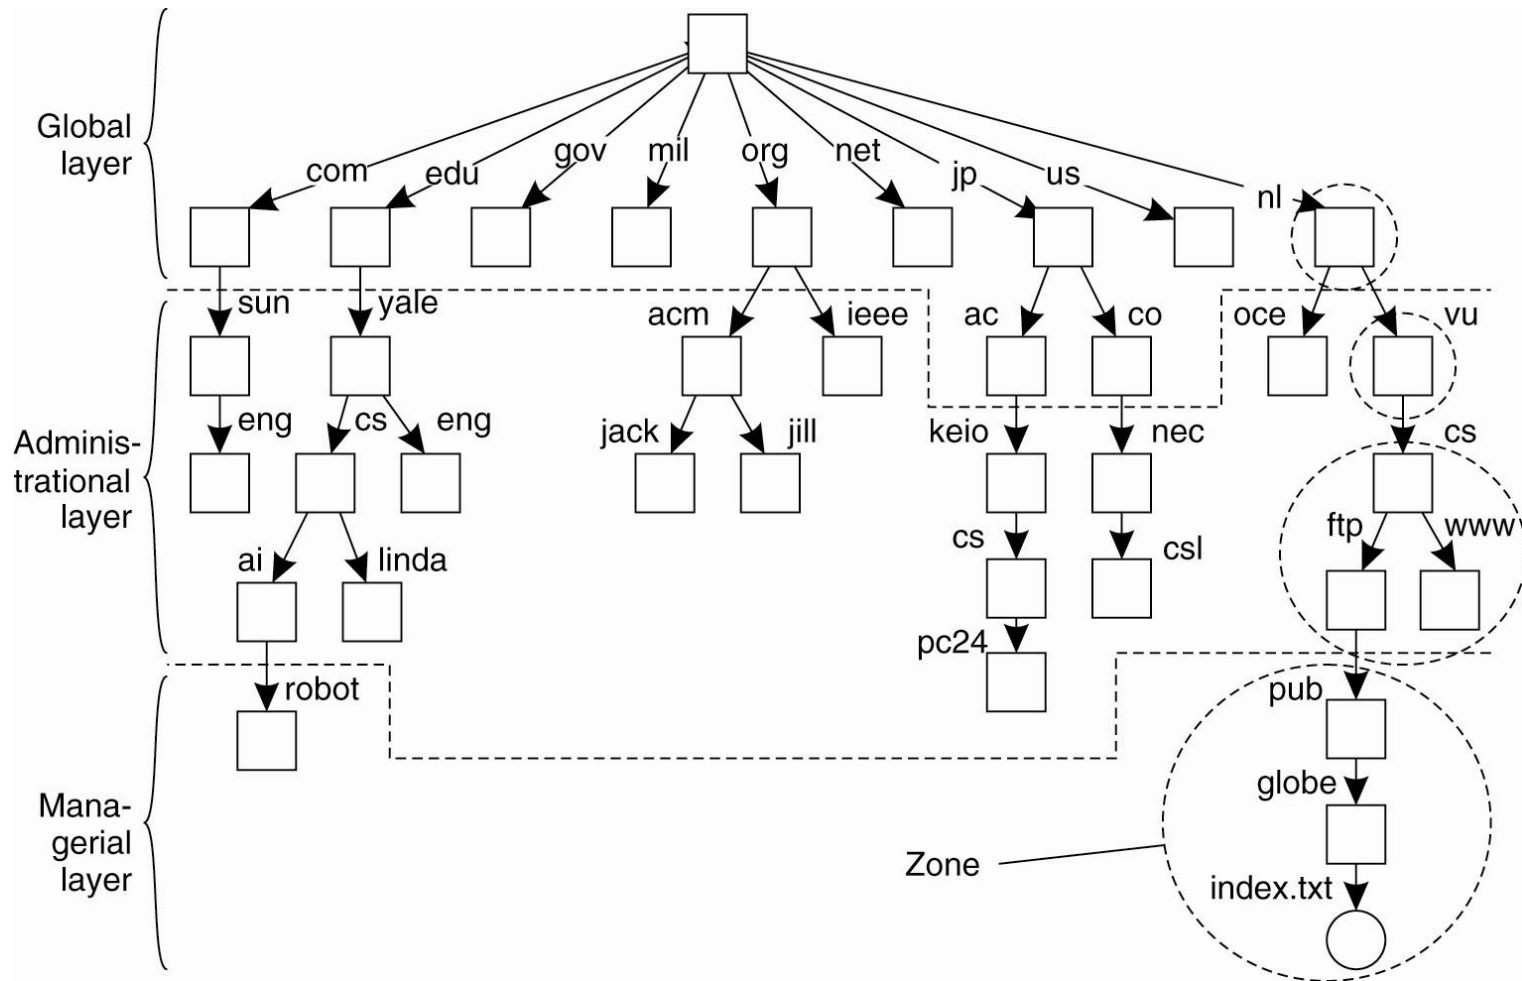 Global
layer
com
edu
gov
mil
org
net
jp
us
nl
sun
yale
acm
ieee
ac
co
oce
vu
Adminis-
trational
layer
eng
cs
eng
jack
jill
keio
nec
cs
ai
linda
cs
csl
ftp
www
pc24
robot
pub
Mana-
gerial
layer
globe
Zone
index.txt